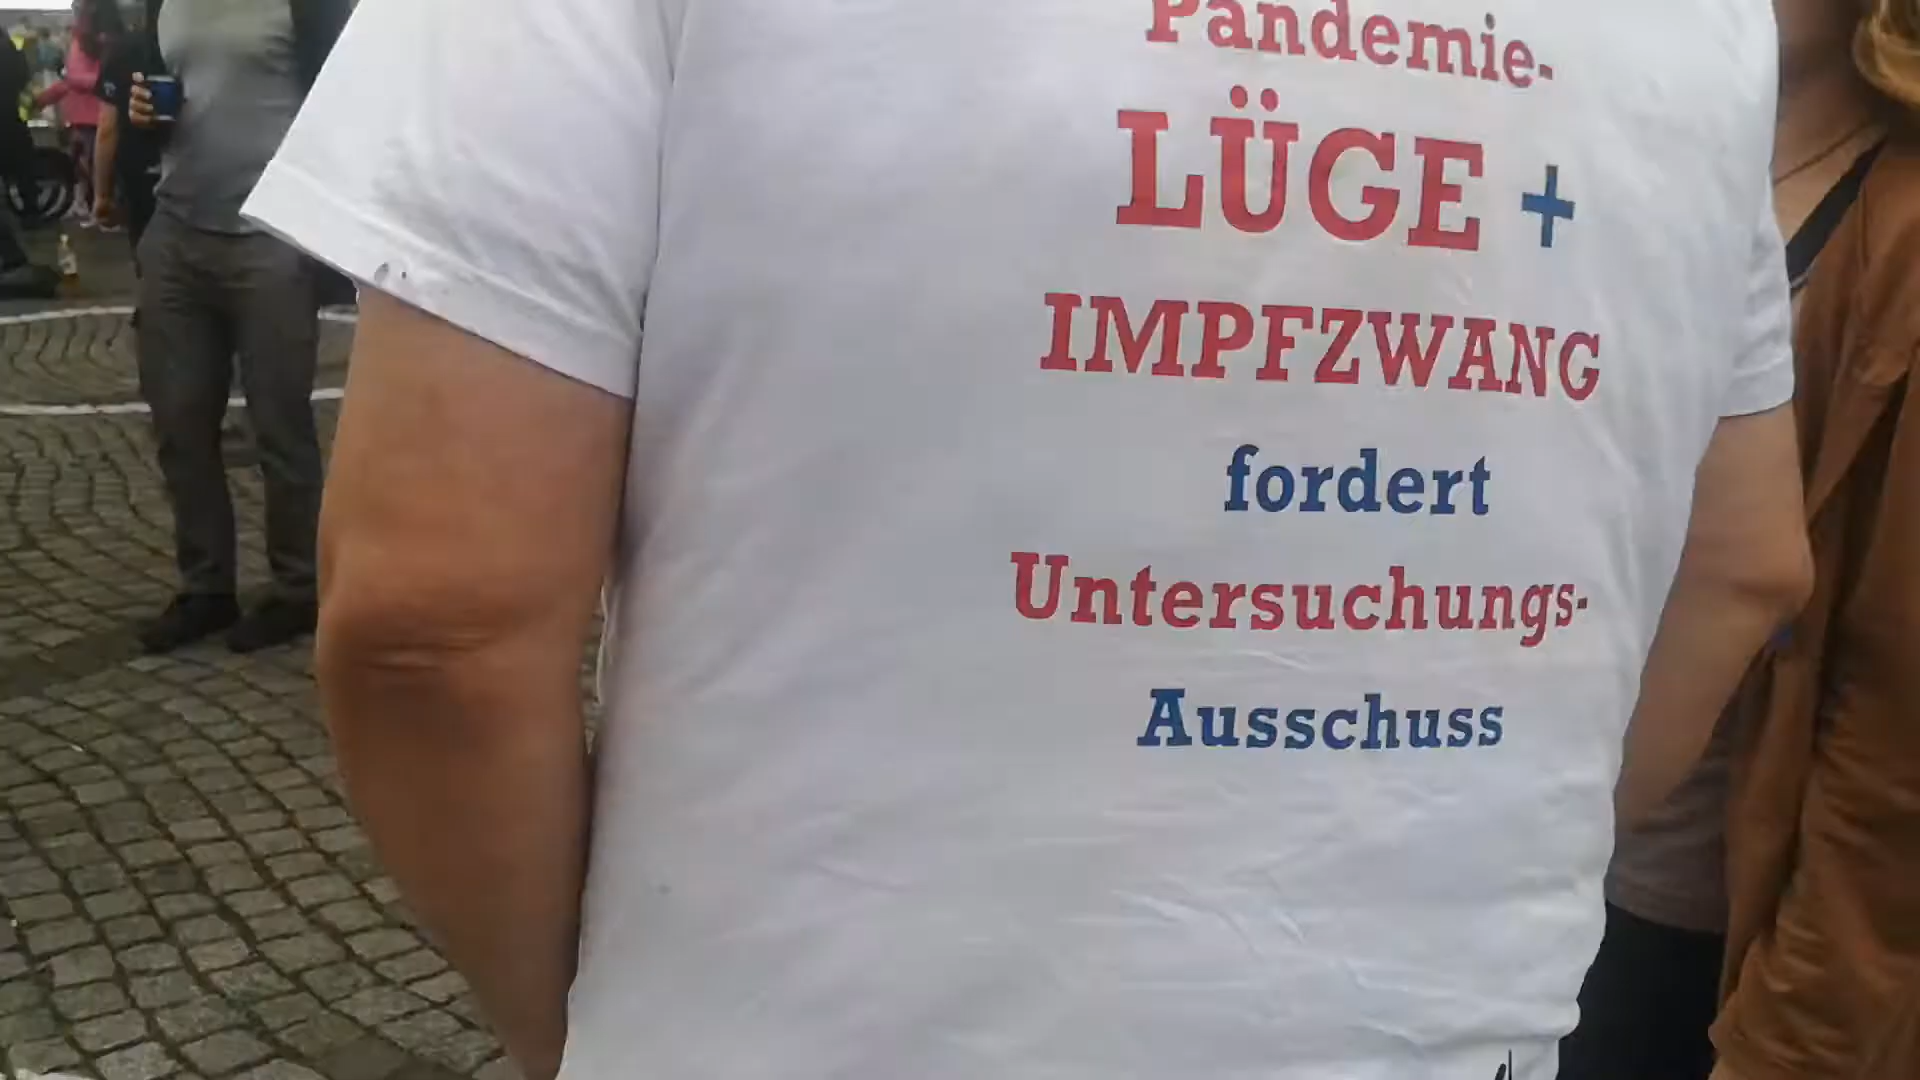 Pandemie-
LÜGE +
IMPFZWANG
fordert
Untersuchungs-
Ausschuss